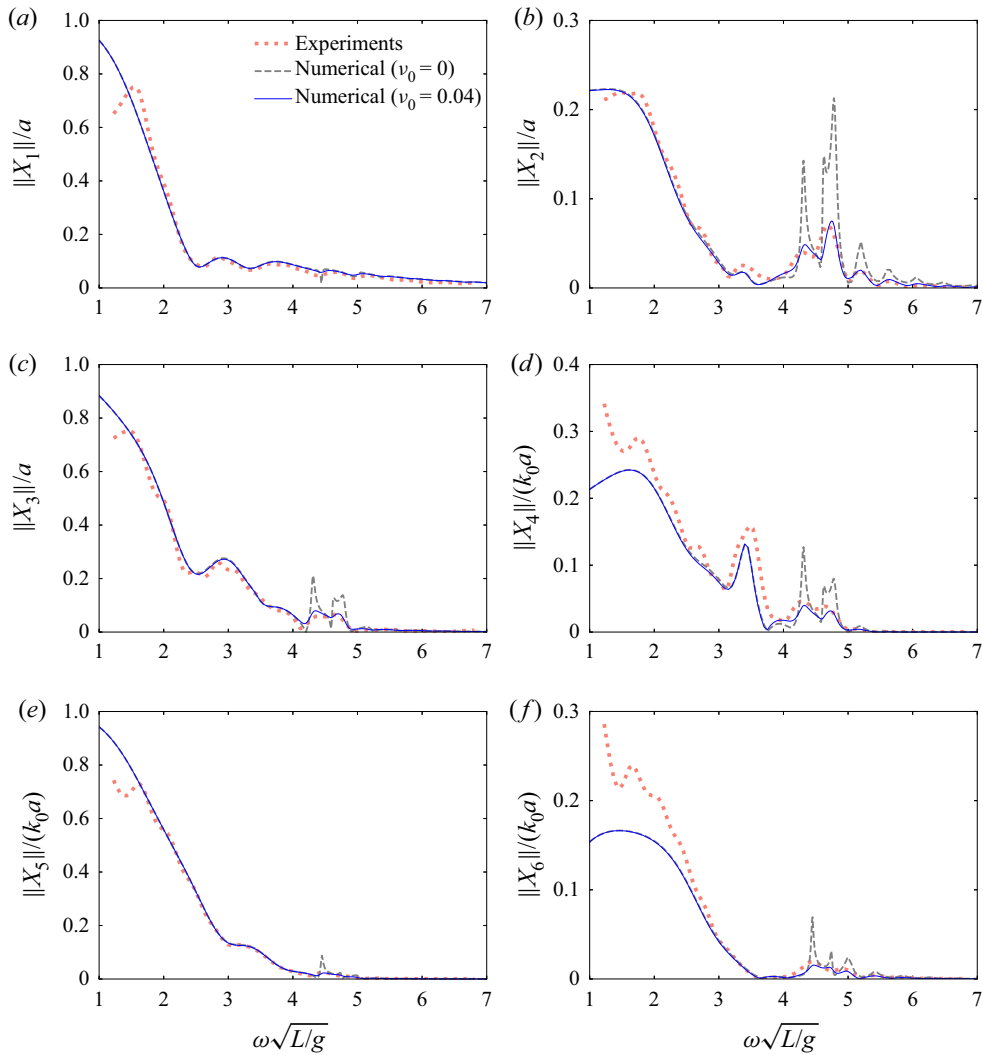 (a)
1.0
0.8
0.6
0.4
0.2
0
||X₁||/a
1 2 3 4 5 6 7
Experiments
Numerical (ν₀ = 0)
Numerical (ν₀ = 0.04)
(b)
0.3
0.2
0.1
0
||X₂||/a
1 2 3 4 5 6 7
(c)
1.0
0.8
0.6
0.4
0.2
0
||X₃||/a
1 2 3 4 5 6 7
(d)
0.4
0.3
0.2
0.1
0
||X₄||/(k₀a)
1 2 3 4 5 6 7
(e)
1.0
0.8
0.6
0.4
0.2
0
||X₅||/(k₀a)
1 2 3 4 5 6 7
ω√L/g
(f)
0.3
0.2
0.1
0
||X₆||/(k₀a)
1 2 3 4 5 6 7
ω√L/g